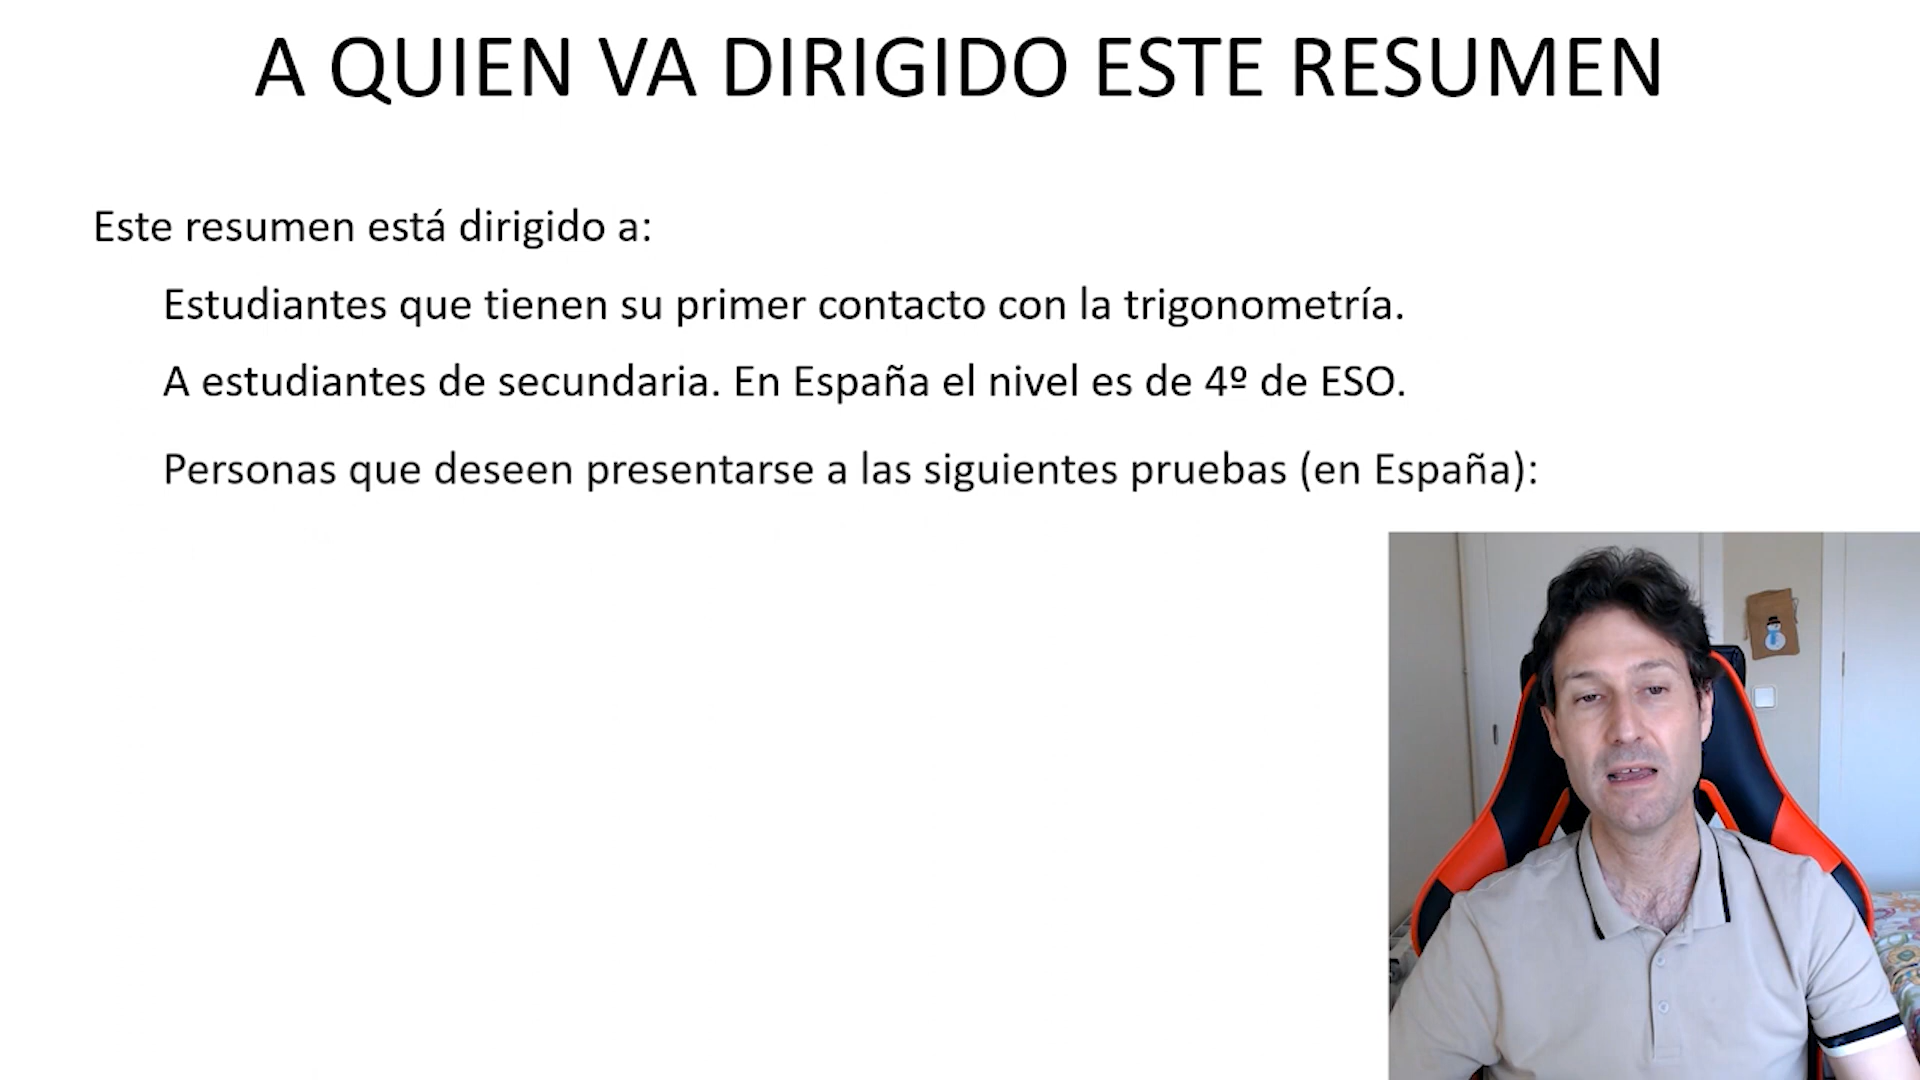 A QUIEN VA DIRIGIDO ESTE RESUMEN
Este resumen está dirigido a:
Estudiantes que tienen su primer contacto con la trigonometría.
A estudiantes de secundaria. En España el nivel es de 4º de ESO.
Personas que deseen presentarse a las siguientes pruebas (en España):